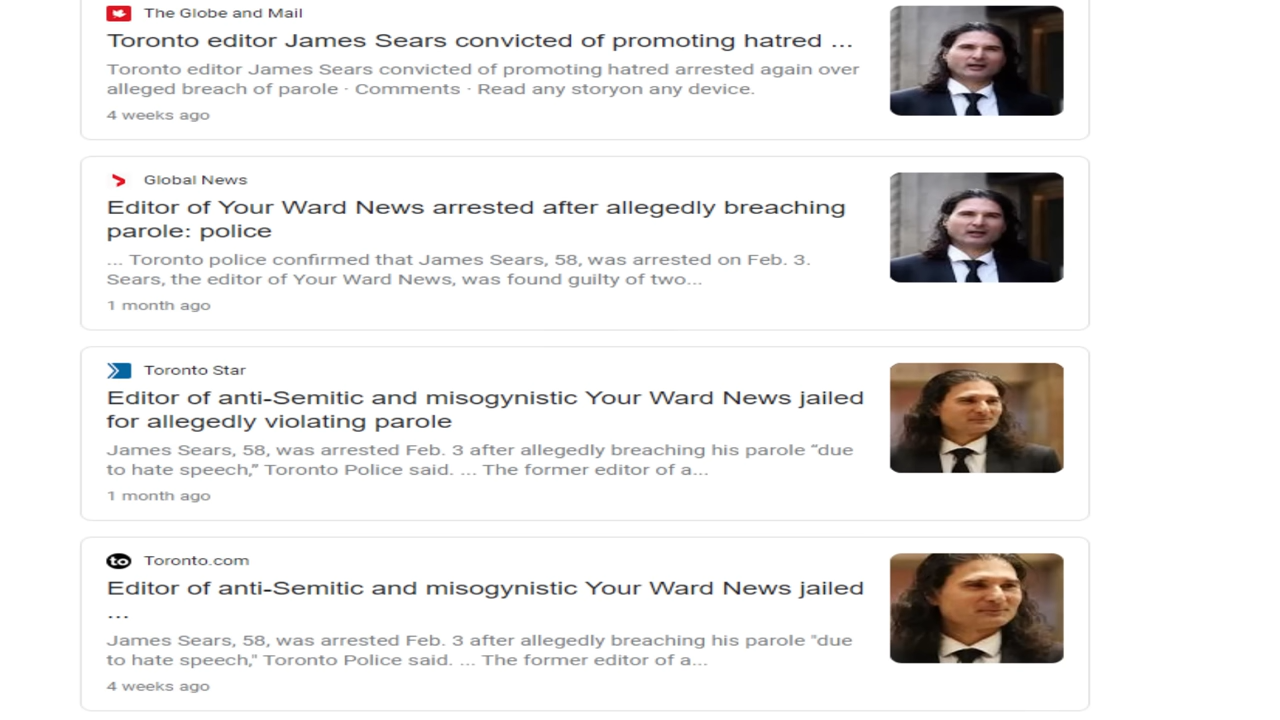 The Globe and Mail
Toronto editor James Sears convicted of promoting hatred ...
Toronto editor James Sears convicted of promoting hatred arrested again over
alleged breach of parole · Comments · Read any storyon any device.
4 weeks ago
Global News
Editor of Your Ward News arrested after allegedly breaching
parole: police
... Toronto police confirmed that James Sears, 58, was arrested on Feb. 3.
Sears, the editor of Your Ward News, was found guilty of two...
1 month ago
Toronto Star
Editor of anti-Semitic and misogynistic Your Ward News jailed
for allegedly violating parole
James Sears, 58, was arrested Feb. 3 after allegedly breaching his parole “due
to hate speech,” Toronto Police said. ... The former editor of a...
1 month ago
to Toronto.com
Editor of anti-Semitic and misogynistic Your Ward News jailed
...
James Sears, 58, was arrested Feb. 3 after allegedly breaching his parole "due
to hate speech," Toronto Police said. ... The former editor of a...
4 weeks ago